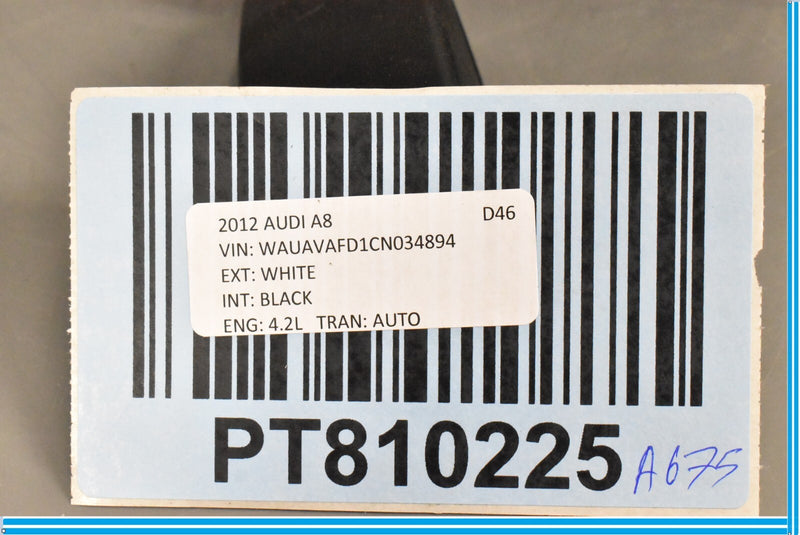 2012 AUDI A8 D46
VIN: WAUAVAFD1CN034894
EXT: WHITE
INT: BLACK
ENG: 4.2L TRAN: AUTO
PT810225 A675